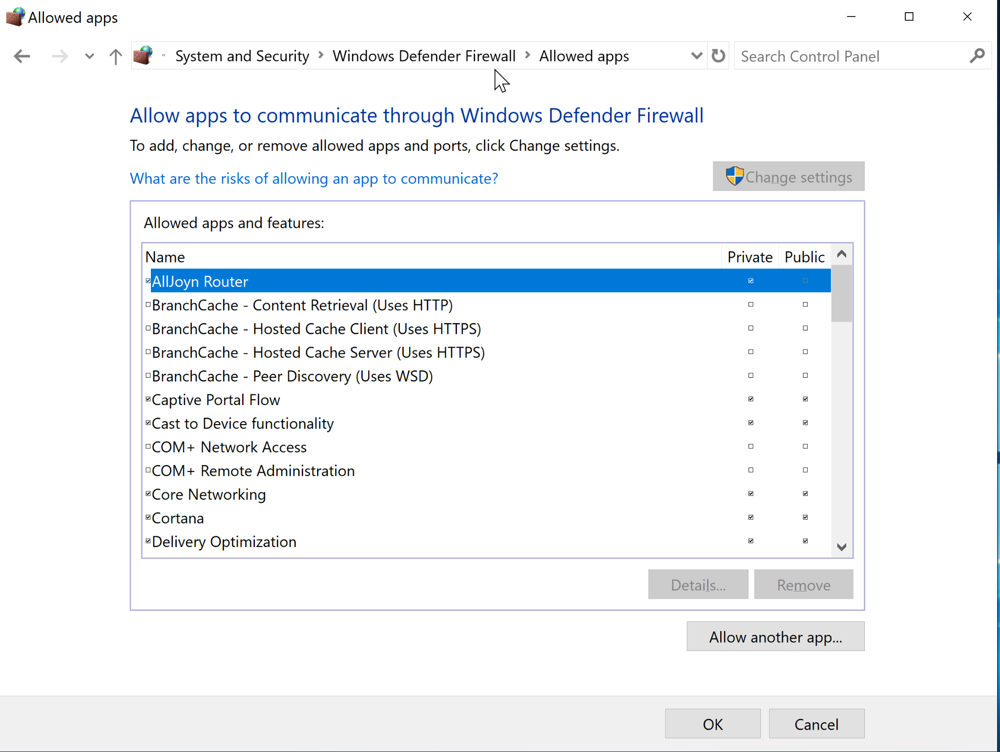 Allowed apps
« System and Security > Windows Defender Firewall > Allowed apps
Search Control Panel
Allow apps to communicate through Windows Defender Firewall
To add, change, or remove allowed apps and ports, click Change settings.
What are the risks of allowing an app to communicate?
Change settings
Allowed apps and features:
Name Private Public
AllJoyn Router
BranchCache - Content Retrieval (Uses HTTP)
BranchCache - Hosted Cache Client (Uses HTTPS)
BranchCache - Hosted Cache Server (Uses HTTPS)
BranchCache - Peer Discovery (Uses WSD)
Captive Portal Flow
Cast to Device functionality
COM+ Network Access
COM+ Remote Administration
Core Networking
Cortana
Delivery Optimization
Details... Remove
Allow another app...
OK Cancel